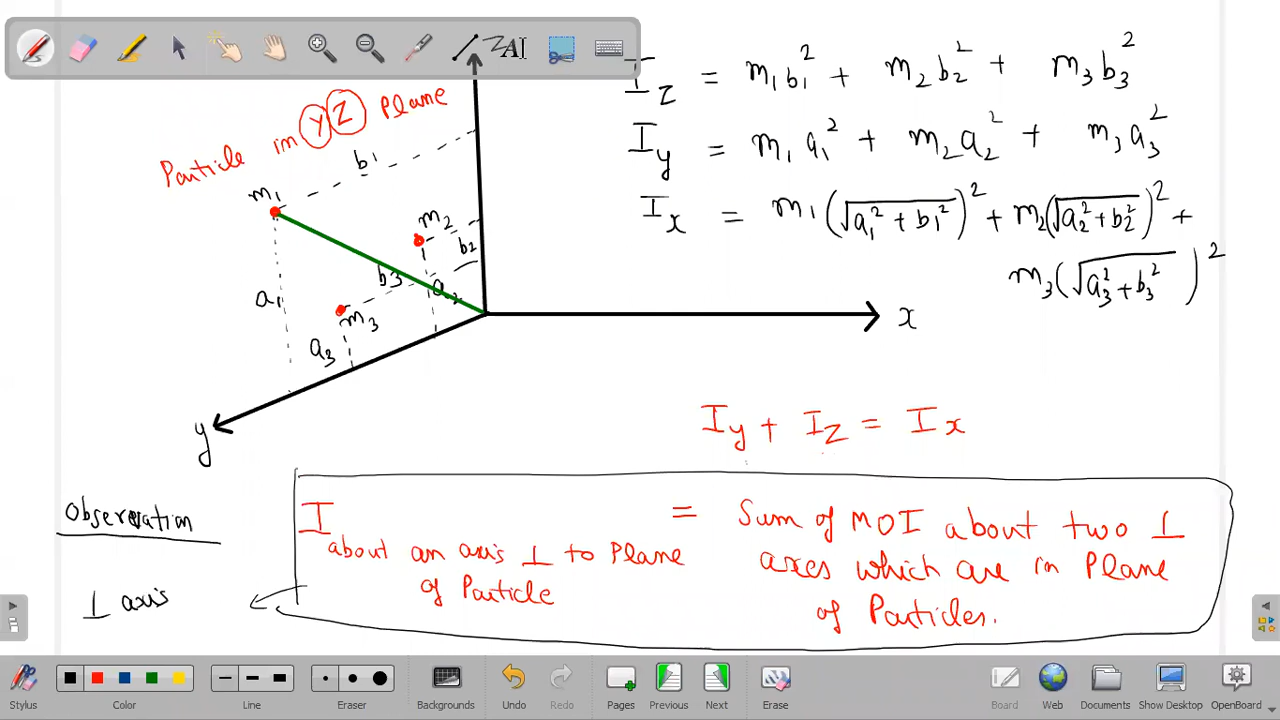 AI
Particle in YZ Plane
b1
m1
m2
b2
b3
a2
a1
m3
a3
x
y
Iz = m1b1² + m2b2² + m3b3²
Iy = m1a1² + m2a2² + m3a3²
Ix = m1(√a1² + b1²)² + m2(√a2² + b2²)² +
m3(√a3² + b3²)²
Iy + Iz = Ix
Observation
⊥ axis
I about an axis ⊥ to Plane
of Particle
= Sum of MOI about two ⊥
axes which are in Plane
of Particles.
Stylus
Color
Line
Eraser
Backgrounds
Undo
Redo
Pages
Previous
Next
Erase
Board
Web
Documents
Show Desktop
OpenBoard